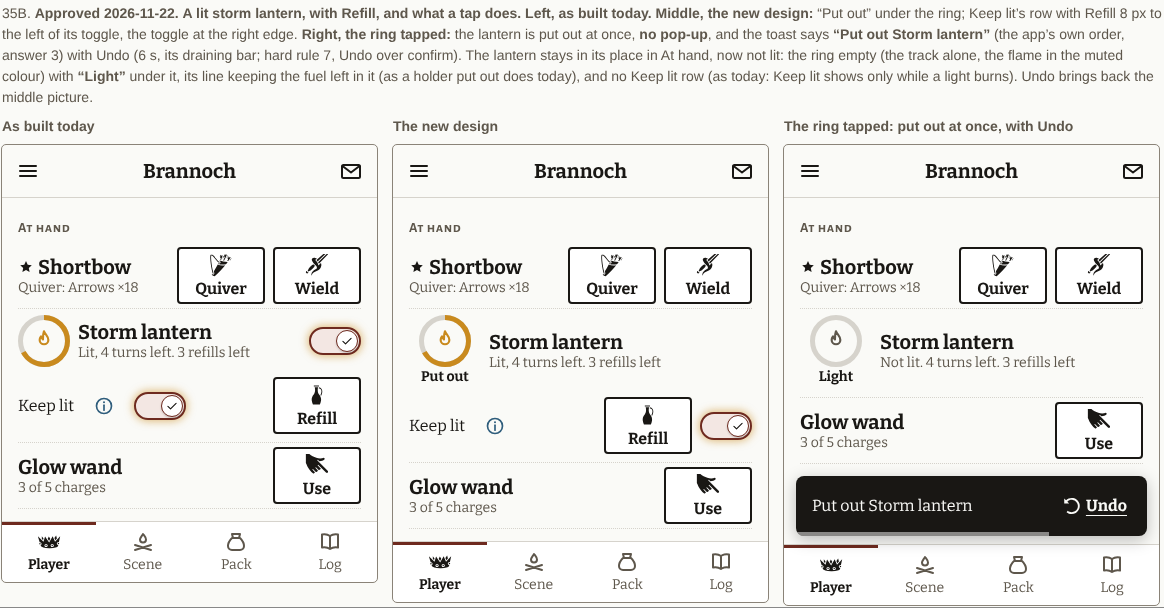 35B. Approved 2026-11-22. A lit storm lantern, with Refill, and what a tap does. Left, as built today. Middle, the new design: “Put out” under the ring; Keep lit’s row with Refill 8 px to
the left of its toggle, the toggle at the right edge. Right, the ring tapped: the lantern is put out at once, no pop-up, and the toast says “Put out Storm lantern” (the app’s own order,
answer 3) with Undo (6 s, its draining bar; hard rule 7, Undo over confirm). The lantern stays in its place in At hand, now not lit: the ring empty (the track alone, the flame in the muted
colour) with “Light” under it, its line keeping the fuel left in it (as a holder put out does today), and no Keep lit row (as today: Keep lit shows only while a light burns). Undo brings back the
middle picture.
As built today
Brannoch
At hand
Shortbow
Quiver: Arrows ×18
Quiver
Wield
Storm lantern
Lit, 4 turns left. 3 refills left
Keep lit
Refill
Glow wand
3 of 5 charges
Use
Player
Scene
Pack
Log
The new design
Brannoch
At hand
Shortbow
Quiver: Arrows ×18
Quiver
Wield
Storm lantern
Lit, 4 turns left. 3 refills left
Put out
Keep lit
Refill
Glow wand
3 of 5 charges
Use
Player
Scene
Pack
Log
The ring tapped: put out at once, with Undo
Brannoch
At hand
Shortbow
Quiver: Arrows ×18
Quiver
Wield
Storm lantern
Not lit. 4 turns left. 3 refills left
Light
Glow wand
3 of 5 charges
Use
Put out Storm lantern
Undo
Player
Scene
Pack
Log